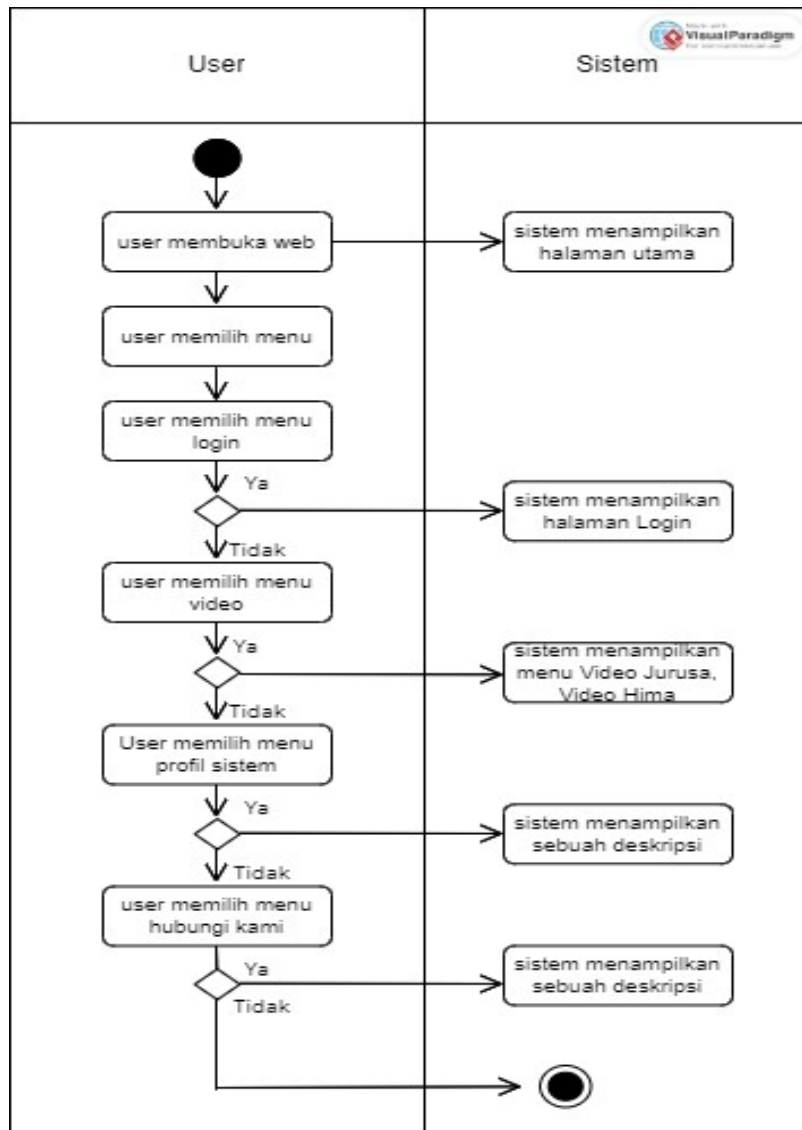 VisualParadigm
User
Sistem
user membuka web
sistem menampilkan
halaman utama
user memilih menu
user memilih menu
login
Ya
sistem menampilkan
halaman Login
Tidak
user memilih menu
video
Ya
sistem menampilkan
menu Video Jurusa,
Video Hima
Tidak
User memilih menu
profil sistem
Ya
sistem menampilkan
sebuah deskripsi
Tidak
user memilih menu
hubungi kami
Ya
sistem menampilkan
sebuah deskripsi
Tidak